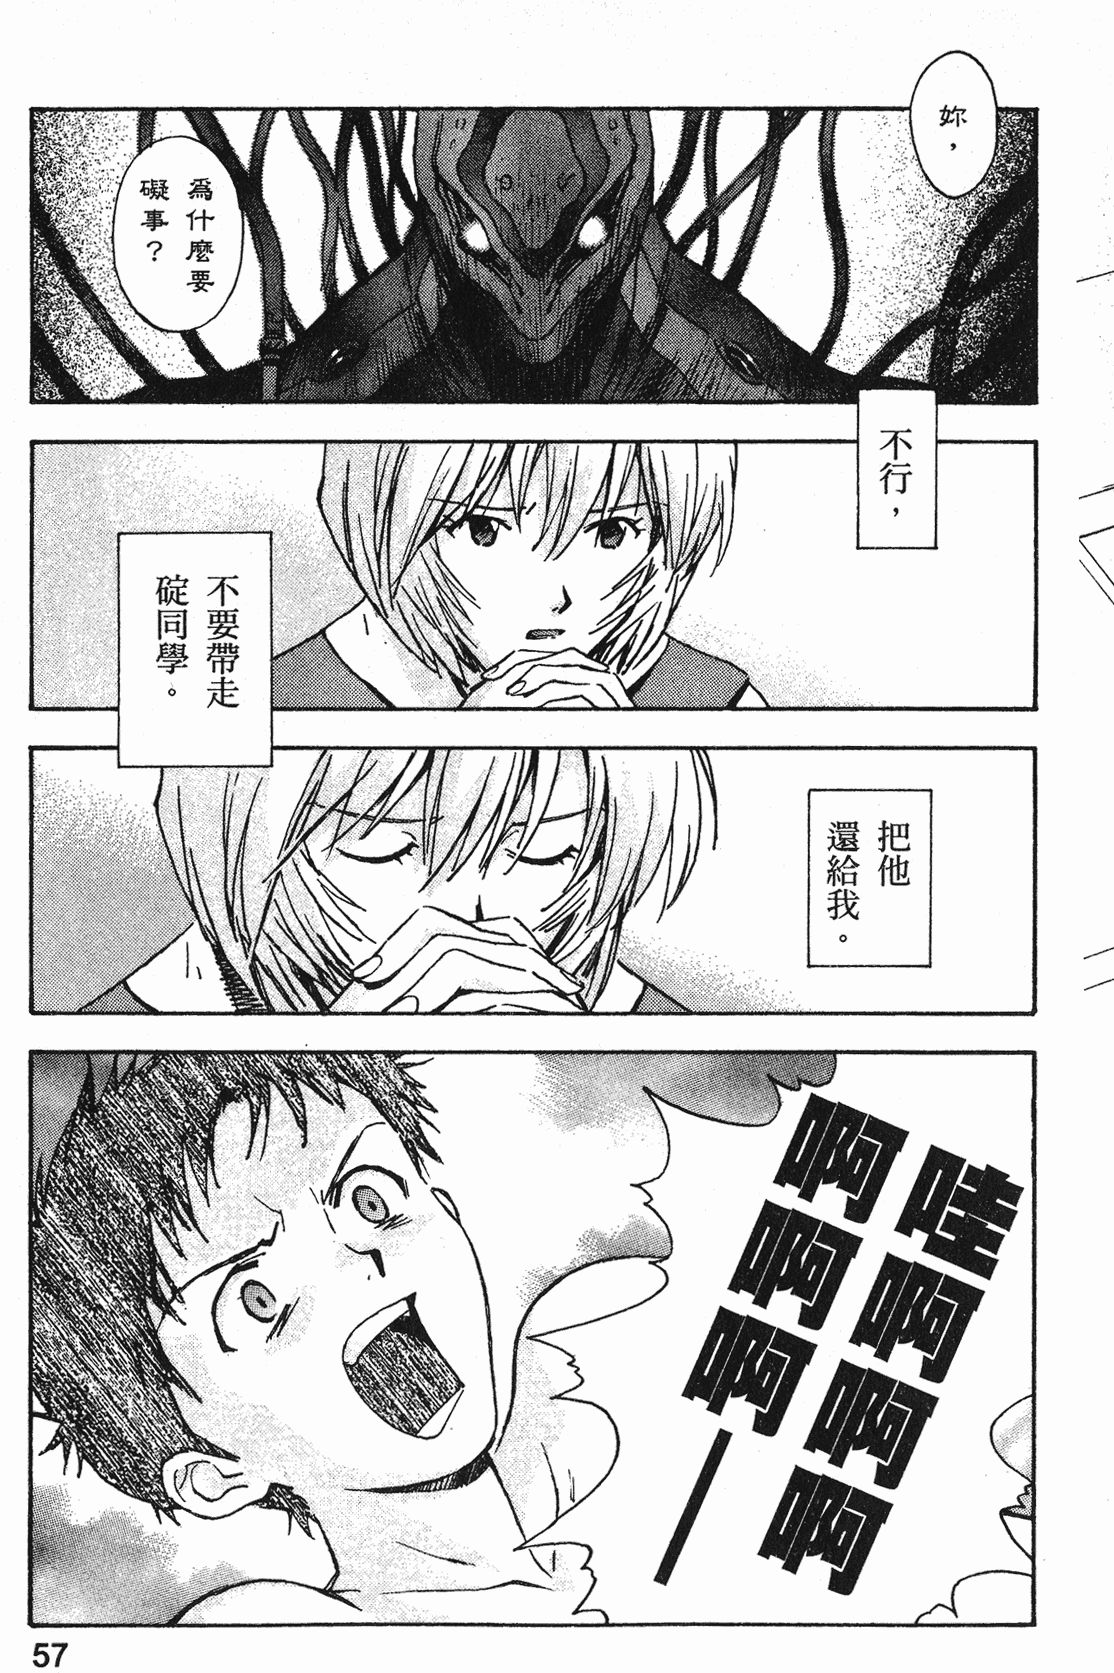 妳，
爲什麼要
礙事？
不行，
不要帶走
碇同學。
把他
還給我。
哇啊啊啊
啊啊啊—
57